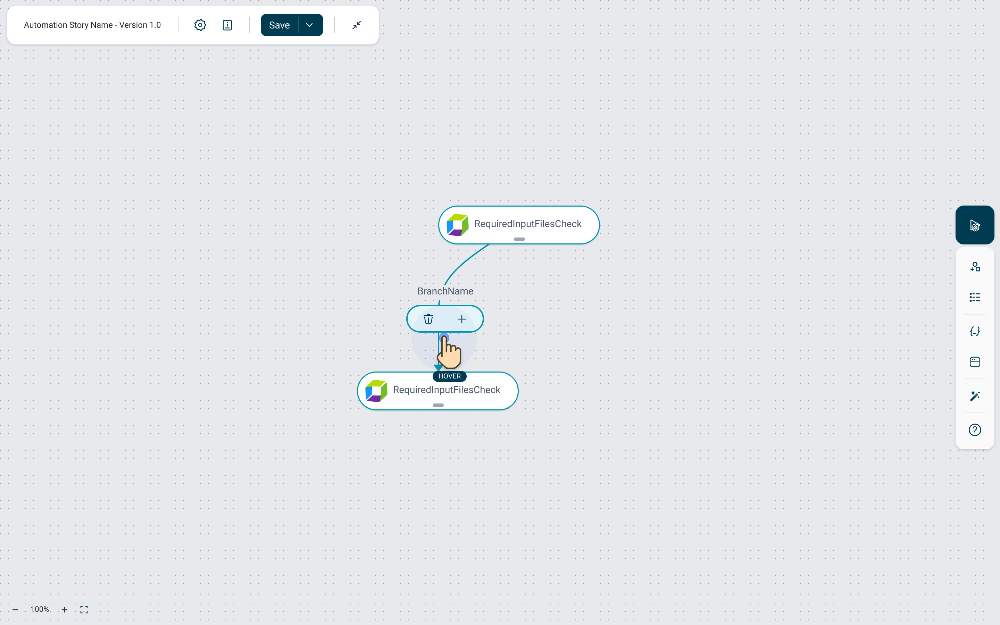 Automation Story Name - Version 1.0
Save
RequiredInputFilesCheck
BranchName
HOVER
RequiredInputFilesCheck
100%